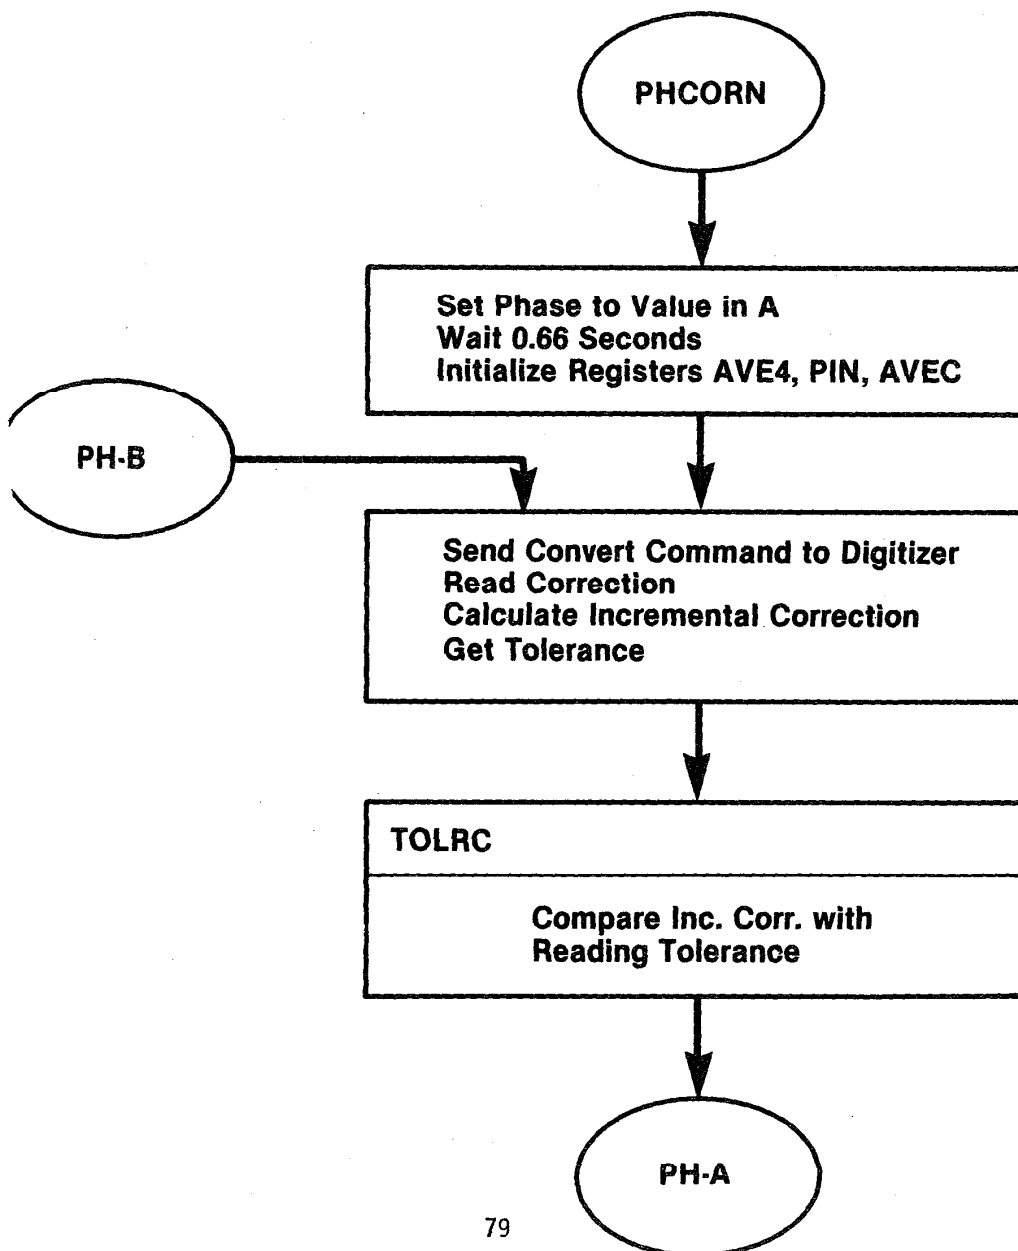 PHCORN
Set Phase to Value in A
Wait 0.66 Seconds
Initialize Registers AVE4, PIN, AVEC
PH-B
Send Convert Command to Digitizer
Read Correction
Calculate Incremental Correction
Get Tolerance
TOLRC
Compare Inc. Corr. with
Reading Tolerance
PH-A
79